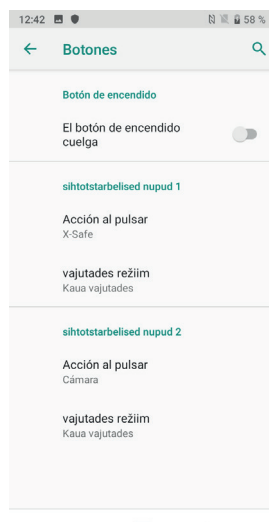 12:42 58 %
Botones
Botón de encendido
El botón de encendido
cuelga
sihtotstarbelised nupud 1
Acción al pulsar
X-Safe
vajutades režiim
Kaua vajutades
sihtotstarbelised nupud 2
Acción al pulsar
Cámara
vajutades režiim
Kaua vajutades